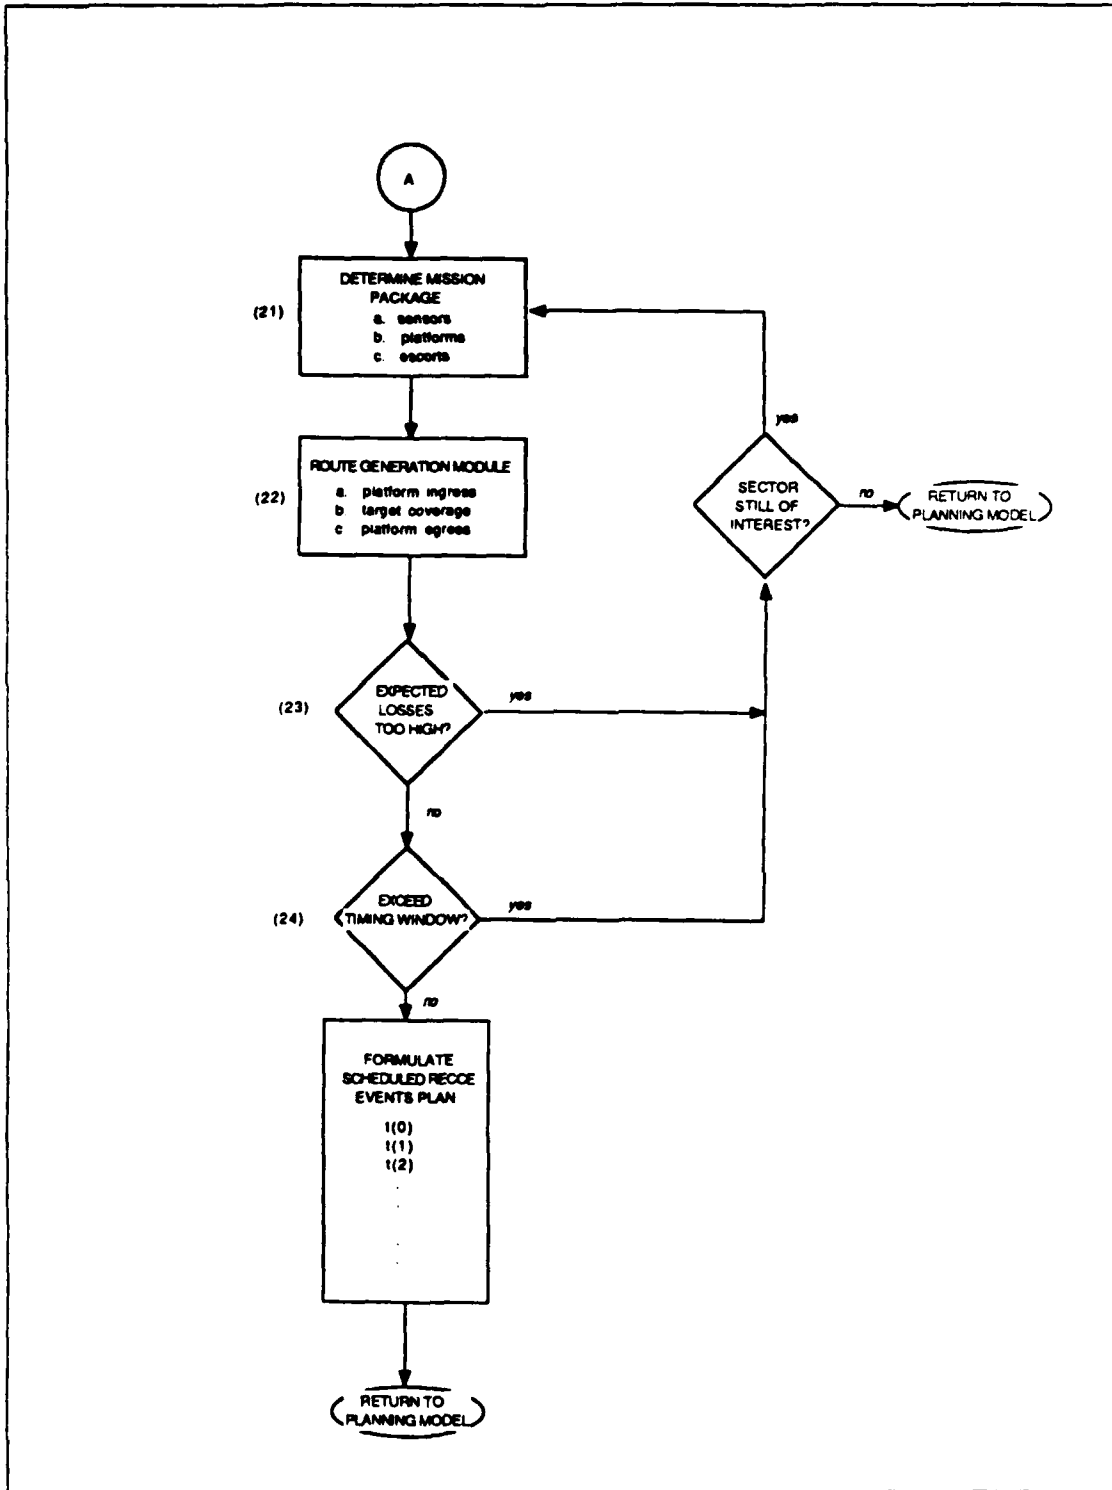 A
DETERMINE MISSION
PACKAGE
(21)
a. sensors
b. platforms
c. escorts
yes
ROUTE GENERATION MODULE
(22)
a. platform ingress
b. target coverage
c platform egress
SECTOR
STILL OF
INTEREST?
no
RETURN TO
PLANNING MODEL
EXPECTED
LOSSES
TOO HIGH?
(23)
yes
no
EXCEED
TIMING WINDOW?
(24)
yes
no
FORMULATE
SCHEDULED RECCE
EVENTS PLAN
t(0)
t(1)
t(2)
.
.
.
.
RETURN TO
PLANNING MODEL